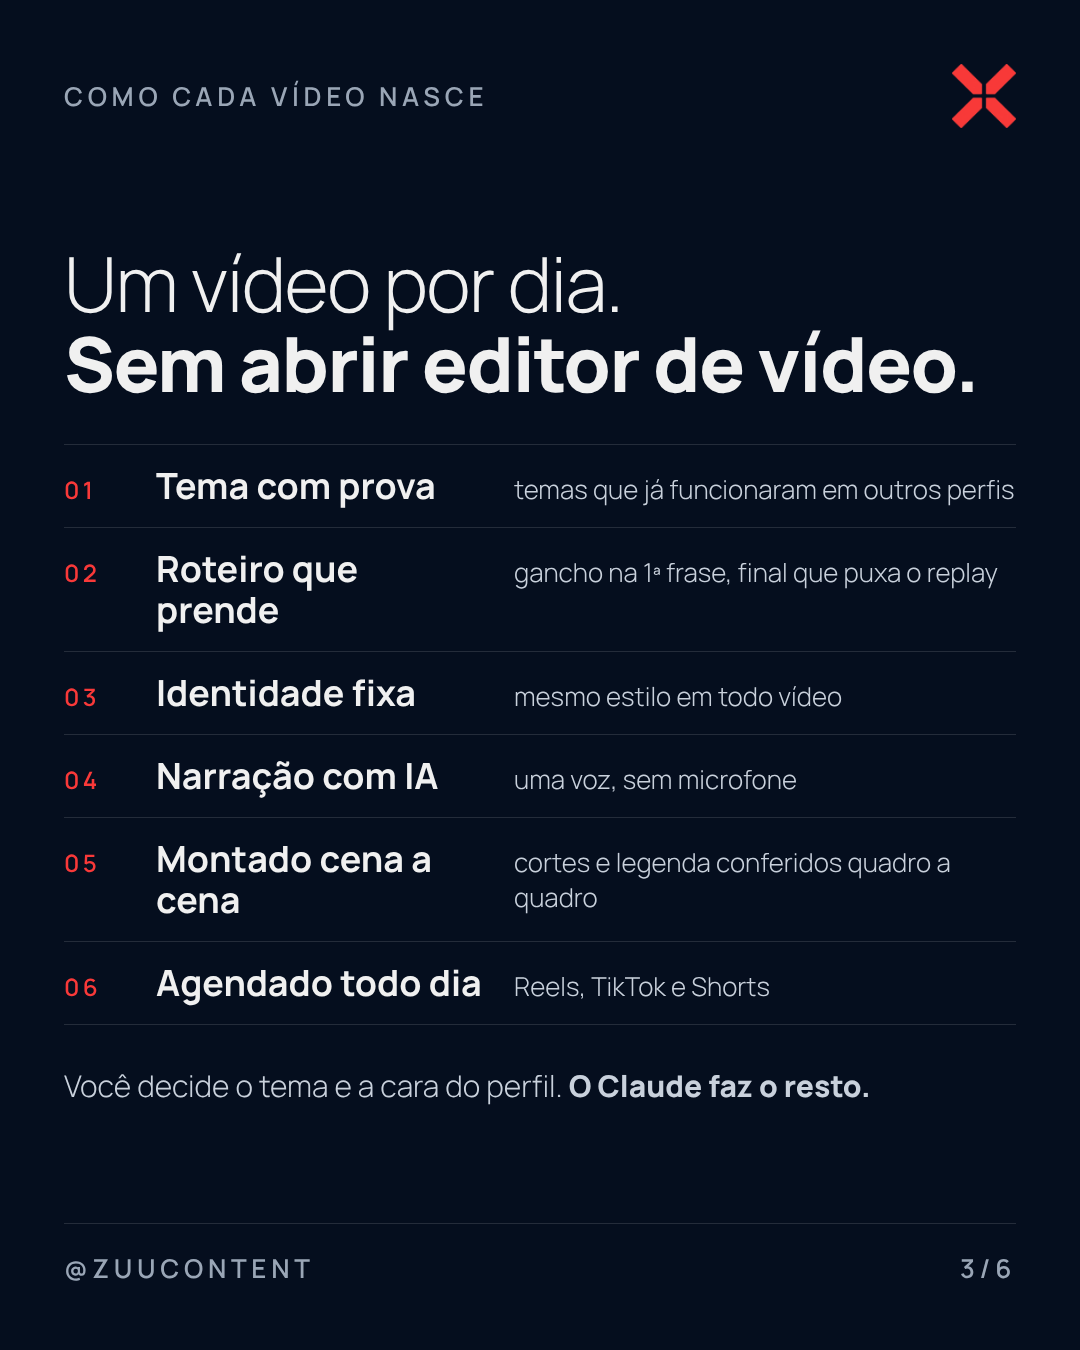 COMO CADA VÍDEO NASCE
Um vídeo por dia.
Sem abrir editor de vídeo.
01 Tema com prova temas que já funcionaram em outros perfis
02 Roteiro que gancho na 1ª frase, final que puxa o replay
prende
03 Identidade fixa mesmo estilo em todo vídeo
04 Narração com IA uma voz, sem microfone
05 Montado cena a cortes e legenda conferidos quadro a
cena quadro
06 Agendado todo dia Reels, TikTok e Shorts
Você decide o tema e a cara do perfil. O Claude faz o resto.
@ZUUCONTENT 3/6